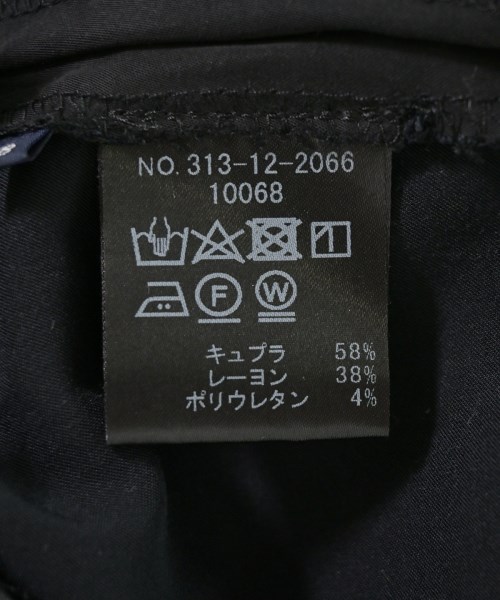 NO. 313-12-2066
10068
F W
キュプラ 58%
レーヨン 38%
ポリウレタン 4%